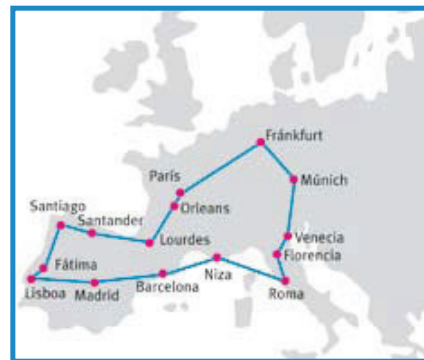 Fránkfurt
París
Múnich
Orleans
Santiago
Santander
Lourdes
Venecia
Florencia
Fátima
Niza
Lisboa
Madrid
Barcelona
Roma